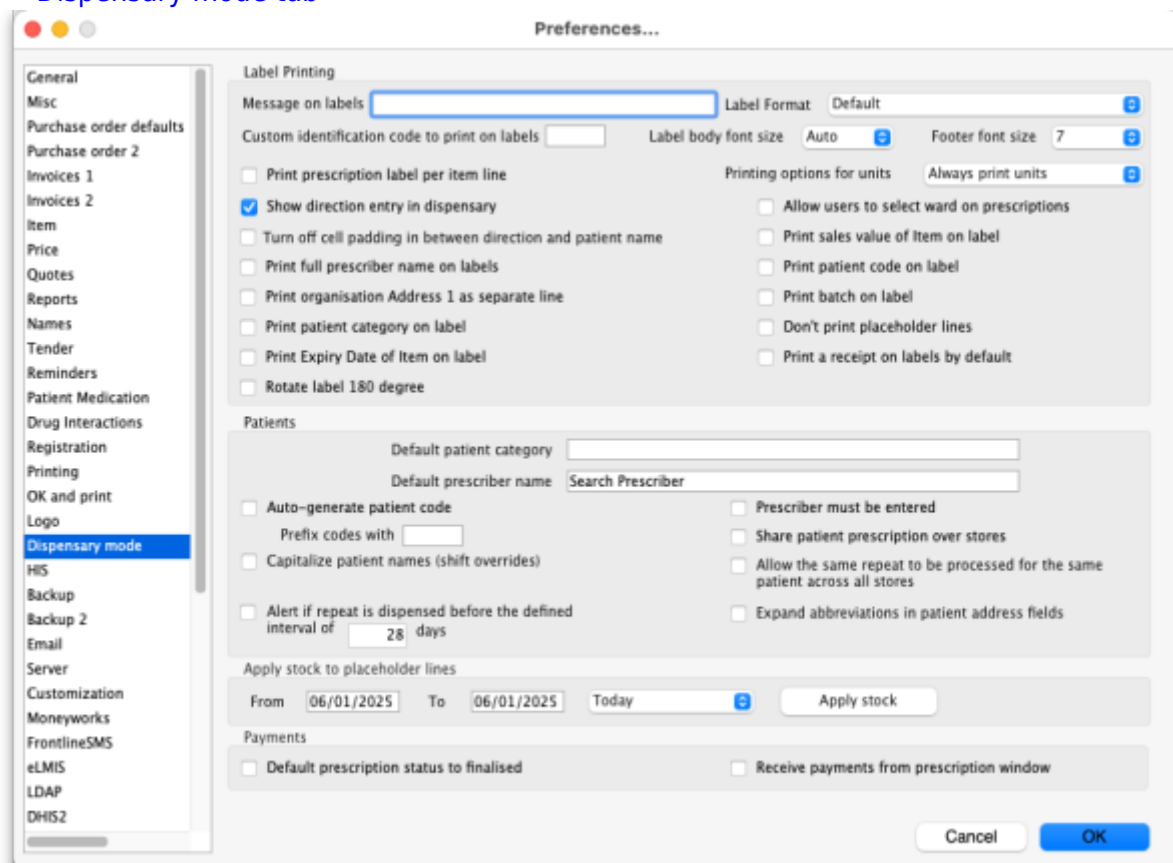 Dispensary mode tab
Preferences...
General
Misc
Purchase order defaults
Purchase order 2
Invoices 1
Invoices 2
Item
Price
Quotes
Reports
Names
Tender
Reminders
Patient Medication
Drug Interactions
Registration
Printing
OK and print
Logo
Dispensary mode
HIS
Backup
Backup 2
Email
Server
Customization
Moneyworks
FrontlineSMS
eLMIS
LDAP
DHIS2
Label Printing
Message on labels Label Format Default
Custom identification code to print on labels Label body font size Auto Footer font size 7
Print prescription label per item line Printing options for units Always print units
Show direction entry in dispensary Allow users to select ward on prescriptions
Turn off cell padding in between direction and patient name Print sales value of Item on label
Print full prescriber name on labels Print patient code on label
Print organisation Address 1 as separate line Print batch on label
Print patient category on label Don't print placeholder lines
Print Expiry Date of Item on label Print a receipt on labels by default
Rotate label 180 degree
Patients
Default patient category
Default prescriber name Search Prescriber
Auto-generate patient code Prescriber must be entered
Prefix codes with Share patient prescription over stores
Capitalize patient names (shift overrides) Allow the same repeat to be processed for the same
patient across all stores
Alert if repeat is dispensed before the defined Expand abbreviations in patient address fields
interval of 28 days
Apply stock to placeholder lines
From 06/01/2025 To 06/01/2025 Today Apply stock
Payments
Default prescription status to finalised Receive payments from prescription window
Cancel OK